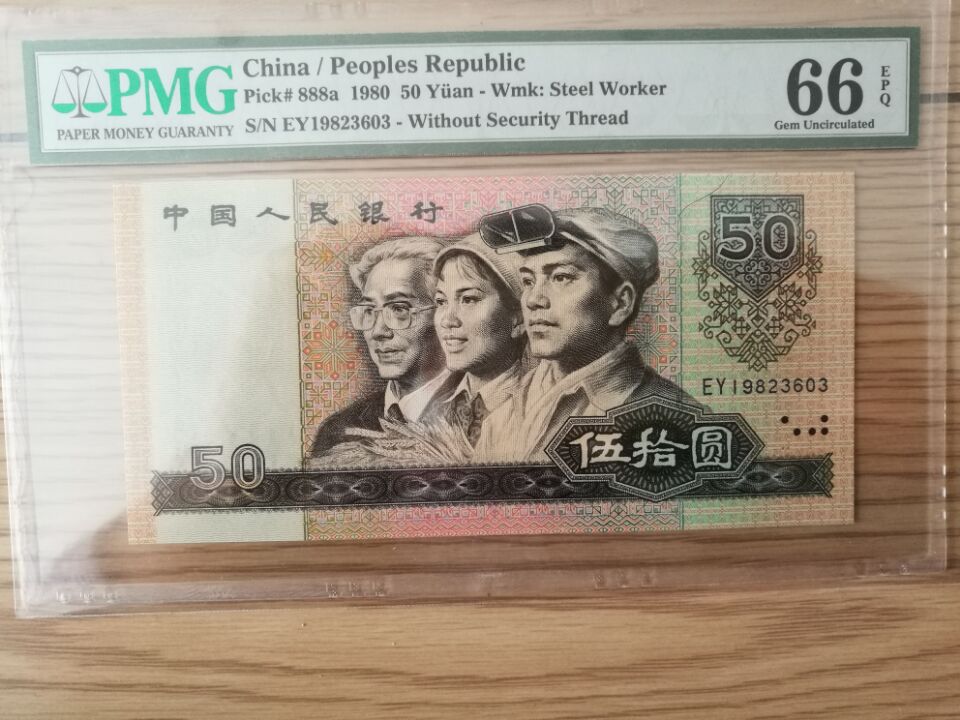 PMG
PAPER MONEY GUARANTY
China / Peoples Republic
Pick# 888a 1980 50 Yüan - Wmk: Steel Worker
S/N EY19823603 - Without Security Thread
66
EPQ
Gem Uncirculated
中国人民银行
50
EY19823603
伍拾圆
50